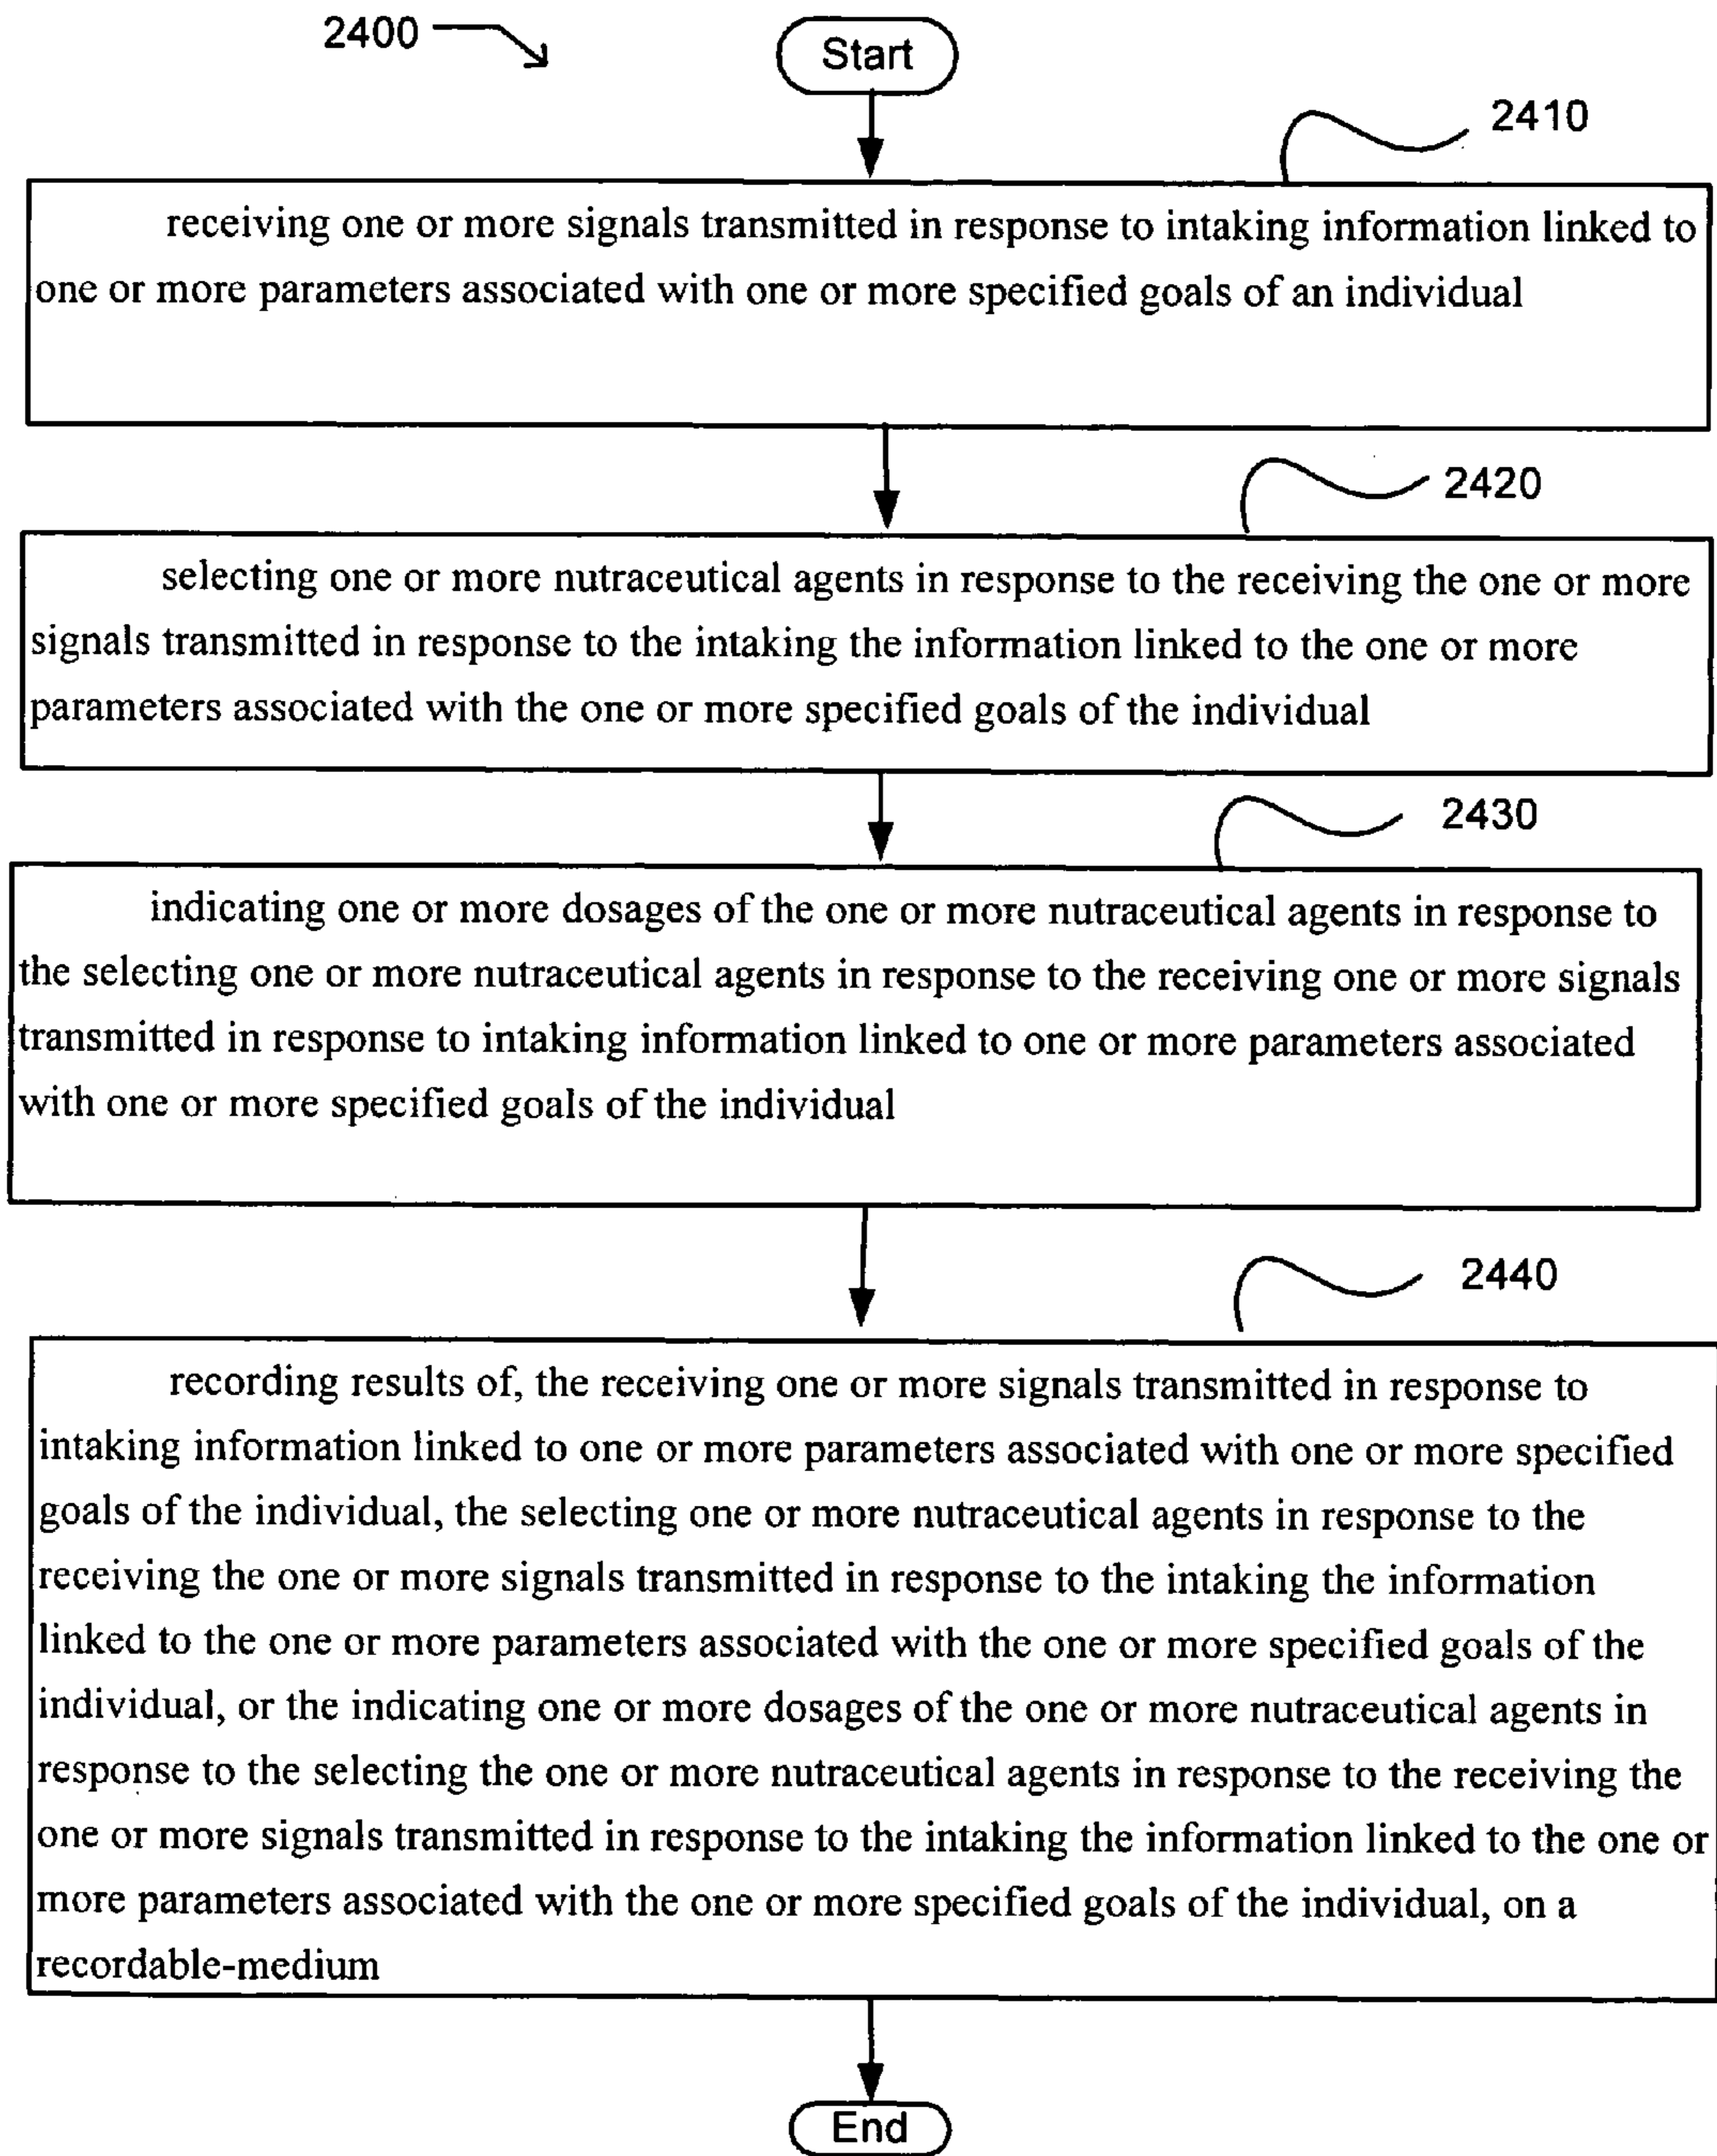 2400
Start
2410
receiving one or more signals transmitted in response to intaking information linked to
one or more parameters associated with one or more specified goals of an individual
2420
selecting one or more nutraceutical agents in response to the receiving the one or more
signals transmitted in response to the intaking the information linked to the one or more
parameters associated with the one or more specified goals of the individual
2430
indicating one or more dosages of the one or more nutraceutical agents in response to
the selecting one or more nutraceutical agents in response to the receiving one or more signals
transmitted in response to intaking information linked to one or more parameters associated
with one or more specified goals of the individual
2440
recording results of, the receiving one or more signals transmitted in response to
intaking information linked to one or more parameters associated with one or more specified
goals of the individual, the selecting one or more nutraceutical agents in response to the
receiving the one or more signals transmitted in response to the intaking the information
linked to the one or more parameters associated with the one or more specified goals of the
individual, or the indicating one or more dosages of the one or more nutraceutical agents in
response to the selecting the one or more nutraceutical agents in response to the receiving the
one or more signals transmitted in response to the intaking the information linked to the one or
more parameters associated with the one or more specified goals of the individual, on a
recordable-medium
End